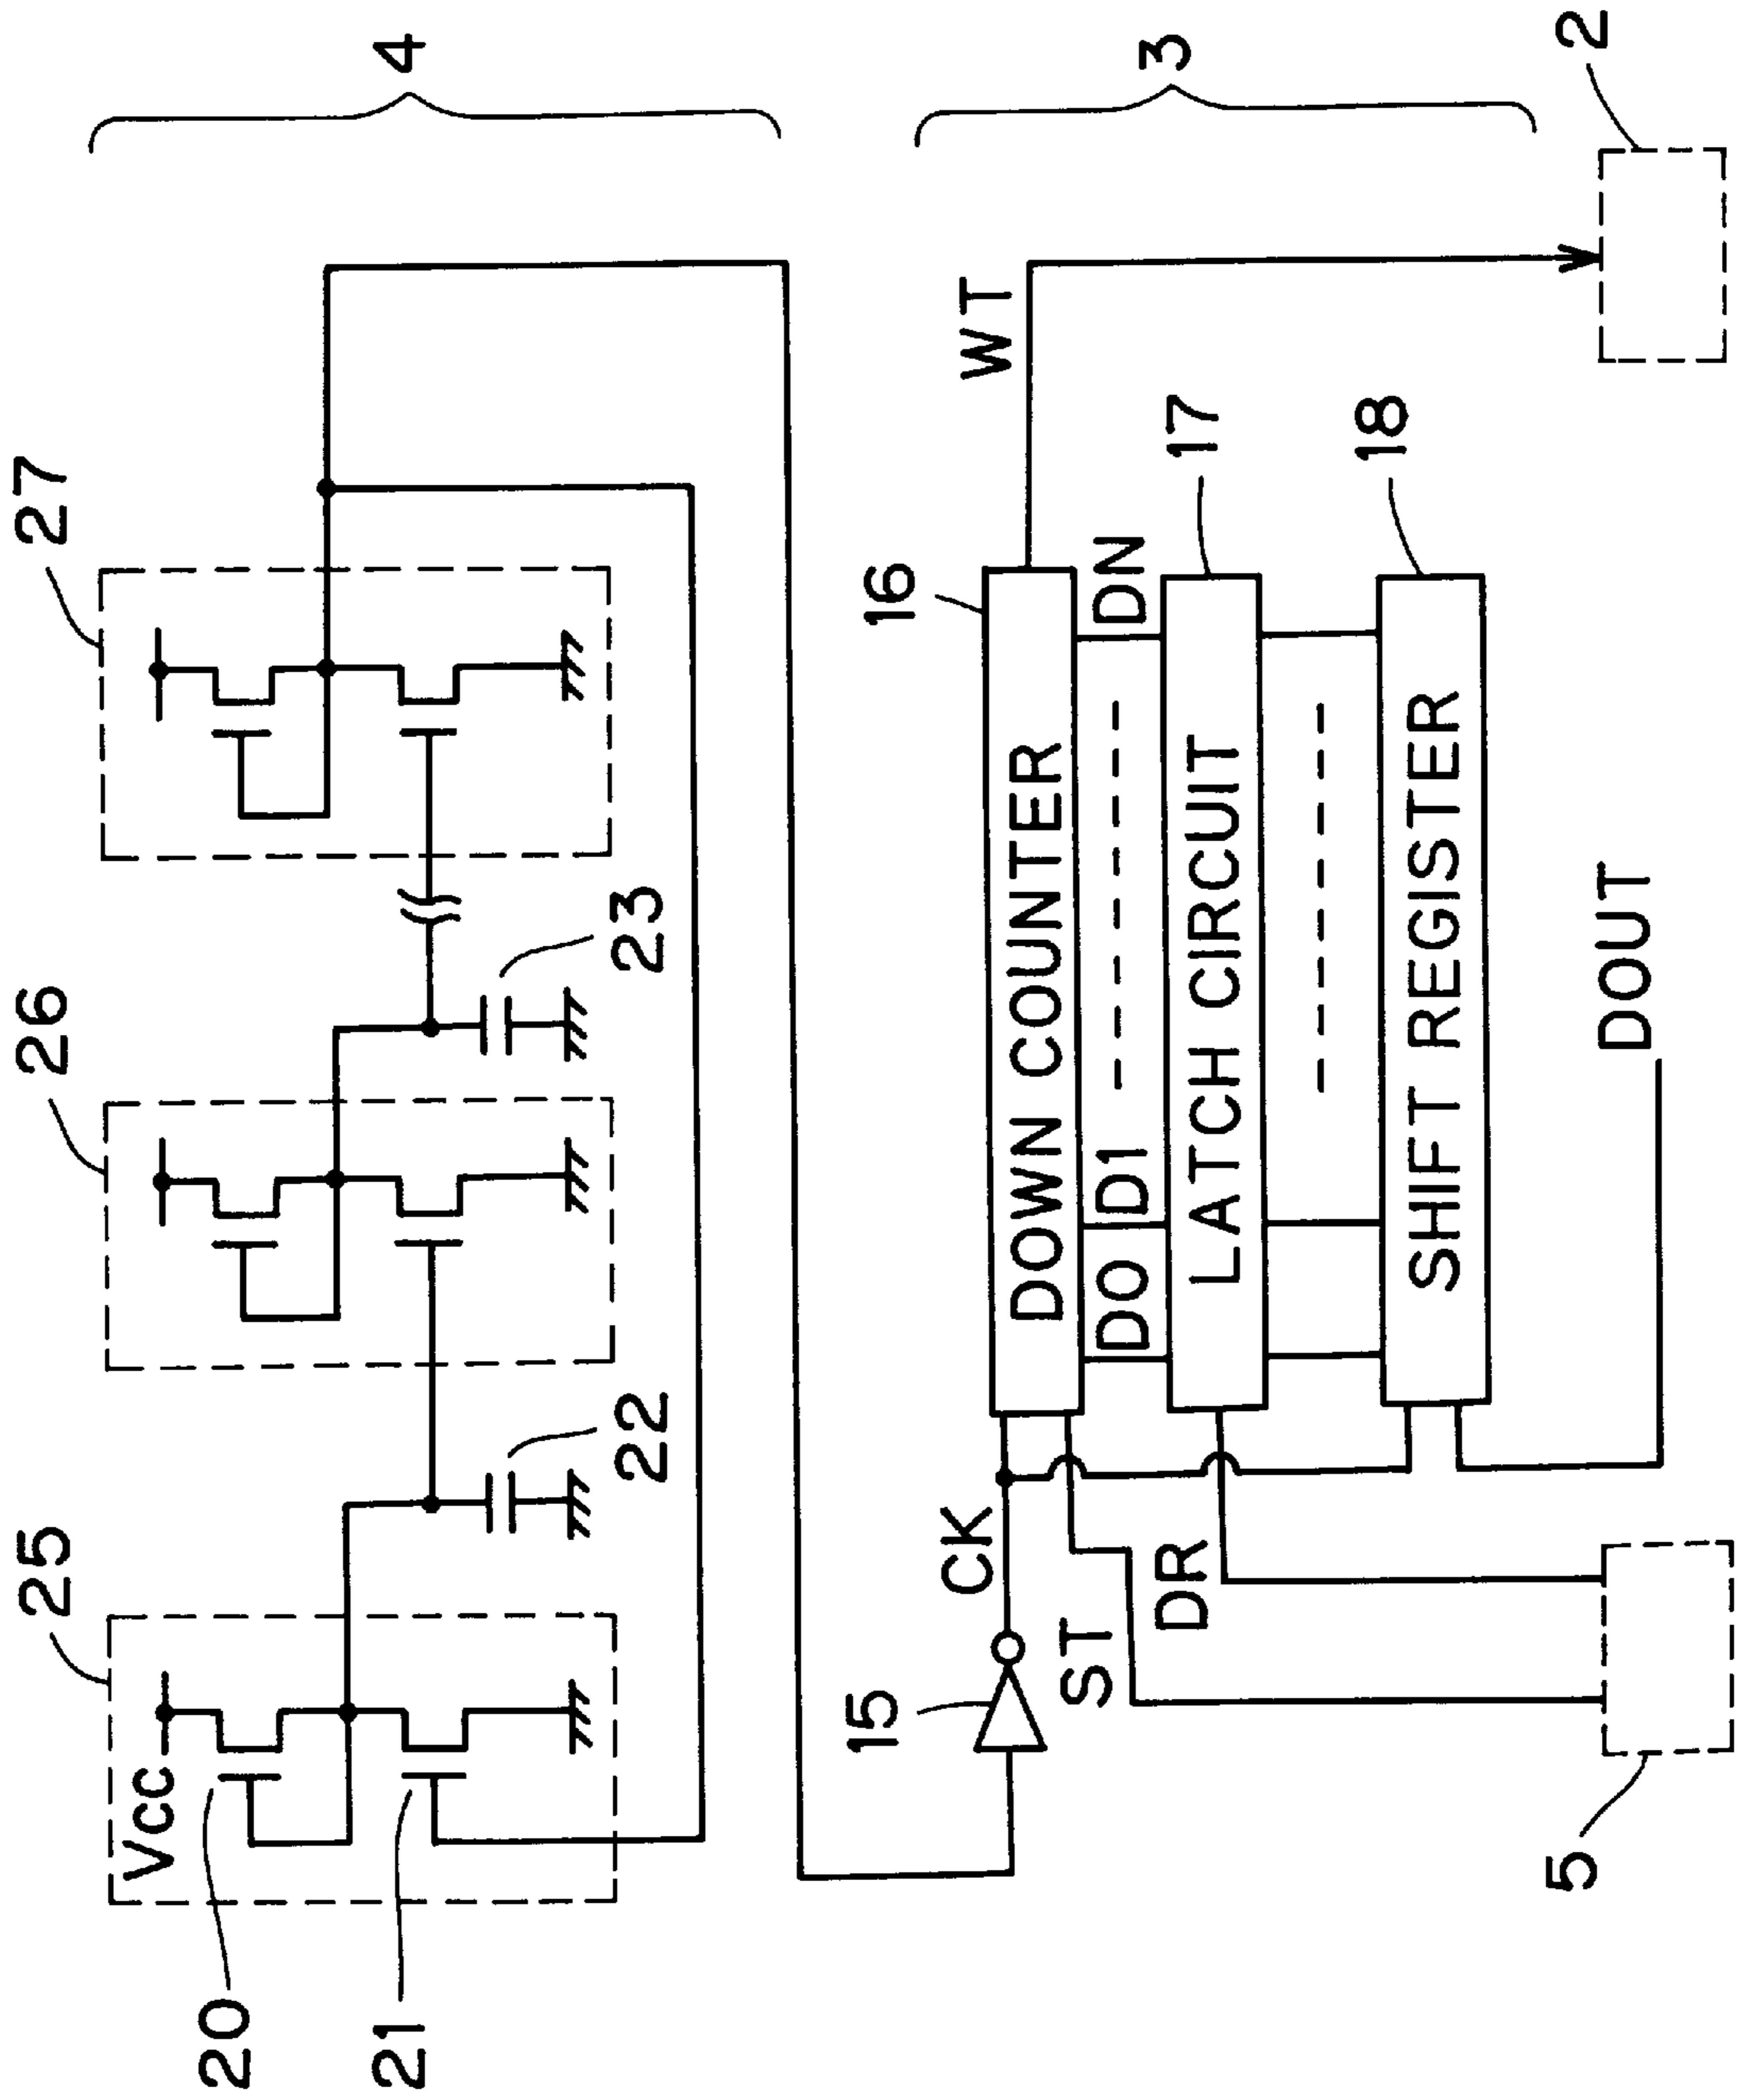 25
26
27
4
Vcc
20
21
22
23
15
CK
ST
DR
16
WT
3
DOWN COUNTER
D0 D1 DN
LATCH CIRCUIT
17
SHIFT REGISTER
18
DOUT
5
2